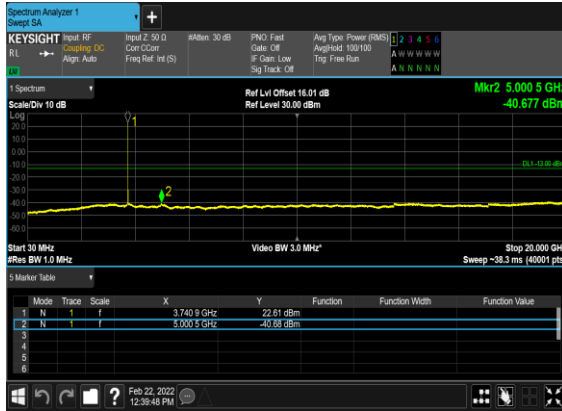 Spectrum Analyzer 1
Swept SA
+
KEYSIGHT
RL
LU
Input: RF
Coupling: DC
Align: Auto
Input Z: 50 Ω
Corr CCorr
Freq Ref: Int (S)
#Atten: 30 dB
PNO: Fast
Gate: Off
IF Gain: Low
Sig Track: Off
Avg Type: Power (RMS)
Avg|Hold: 100/100
Trig: Free Run
1 2 3 4 5 6
A W W W W W
A N N N N N
1 Spectrum
Scale/Div 10 dB
Ref Lvl Offset 16.01 dB
Ref Level 30.00 dBm
Mkr2 5.000 5 GHz
-40.677 dBm
Log
20.0
10.0
0.00
-10.0
-20.0
-30.0
-40.0
-50.0
-60.0
1
2
DL1 -13.00 dBm
Start 30 MHz
#Res BW 1.0 MHz
Video BW 3.0 MHz*
Stop 20.000 GHz
Sweep ~38.3 ms (40001 pts)
5 Marker Table
Mode Trace Scale X Y Function Function Width Function Value
1 N 1 f 3.740 9 GHz 22.61 dBm
2 N 1 f 5.000 5 GHz -40.68 dBm
3
4
5
6
?
Feb 22, 2022
12:39:48 PM